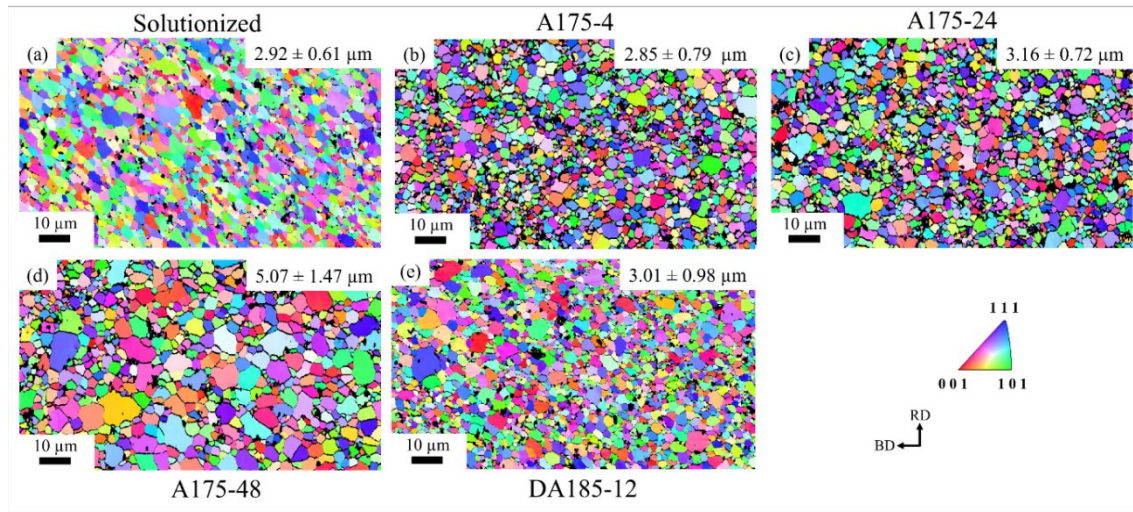 Solutionized
A175-4
A175-24
(a)
2.92 ± 0.61 μm
(b)
2.85 ± 0.79 μm
(c)
3.16 ± 0.72 μm
10 μm
10 μm
10 μm
(d)
5.07 ± 1.47 μm
(e)
3.01 ± 0.98 μm
1 1 1
0 0 1
1 0 1
RD
BD
10 μm
10 μm
A175-48
DA185-12